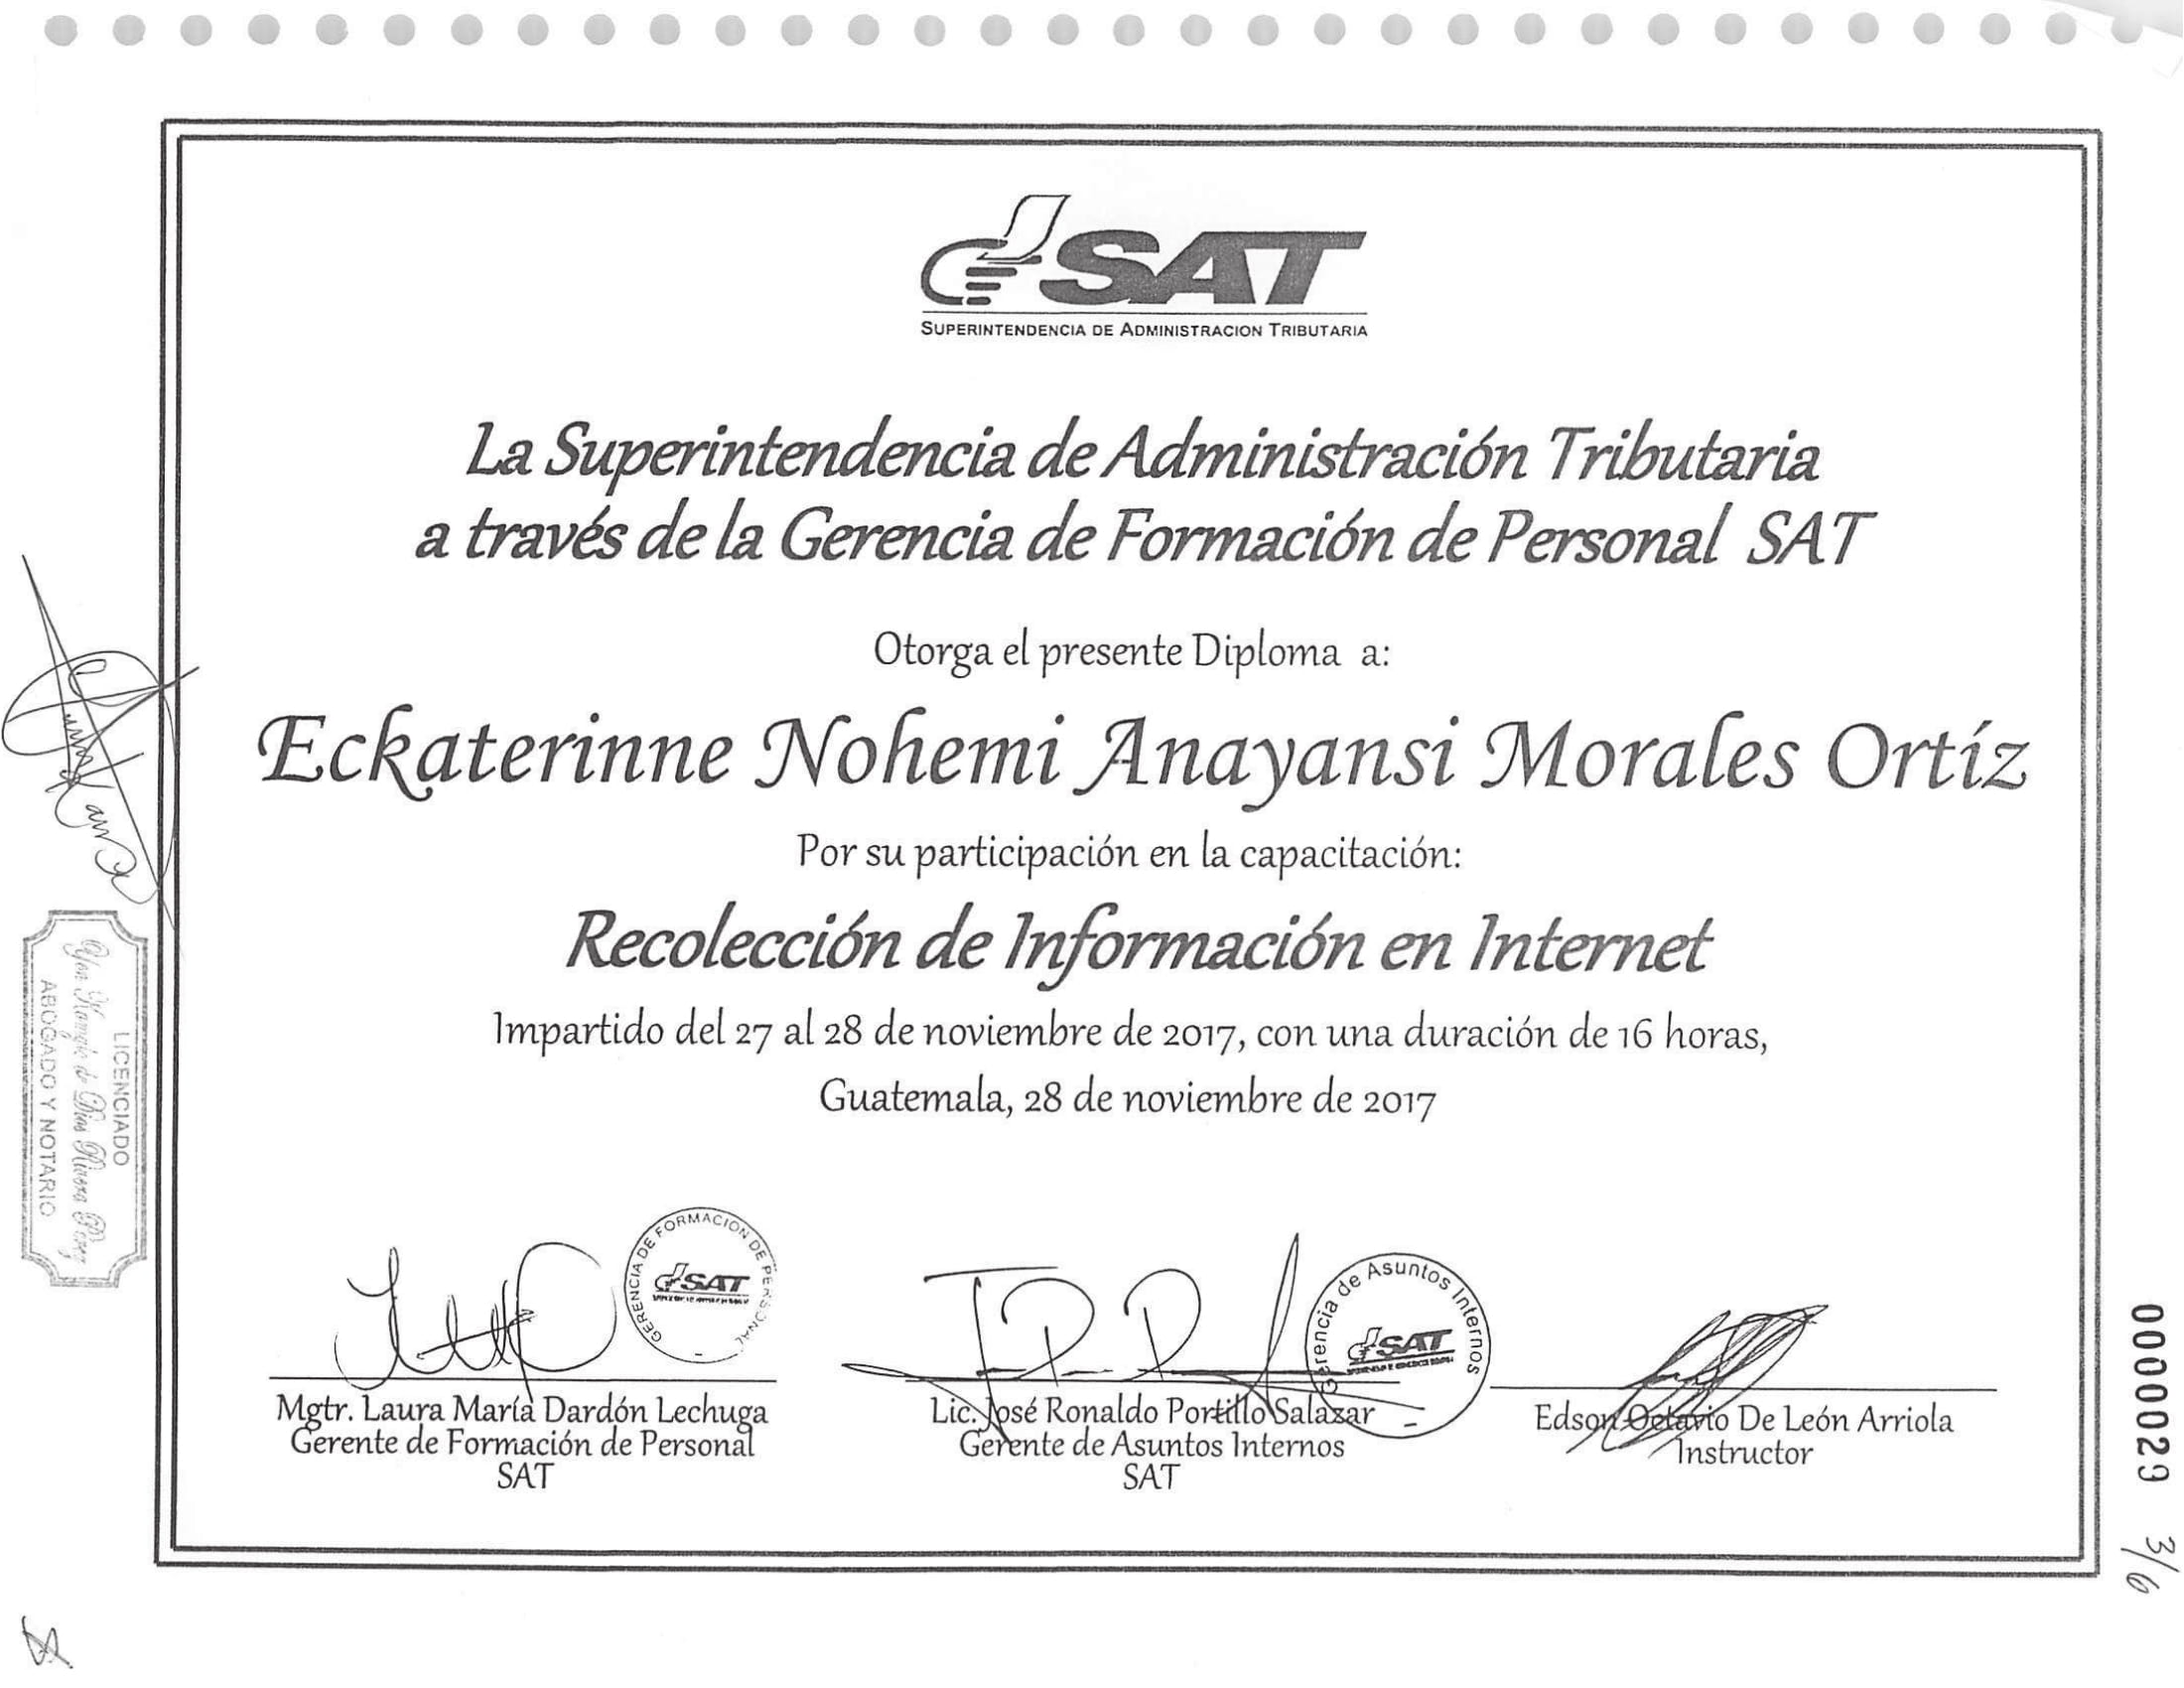 SAT
SUPERINTENDENCIA DE ADMINISTRACION TRIBUTARIA
La Superintendencia de Administración Tributaria
a través de la Gerencia de Formación de Personal SAT
Otorga el presente Diploma a:
Eckaterinne Nohemi Anayansi Morales Ortíz
Por su participación en la capacitación:
Recolección de Información en Internet
Impartido del 27 al 28 de noviembre de 2017, con una duración de 16 horas,
Guatemala, 28 de noviembre de 2017
GERENCIA DE FORMACION DE PERSONAL
SAT
Gerencia de Asuntos Internos
SAT
Mgtr. Laura María Dardón Lechuga
Gerente de Formación de Personal
SAT
Lic. José Ronaldo Portillo Salazar
Gerente de Asuntos Internos
SAT
Edson Octavio De León Arriola
Instructor
LICENCIADO
de Dios Rivera Perez
ABOGADO Y NOTARIO
0000029
3/6